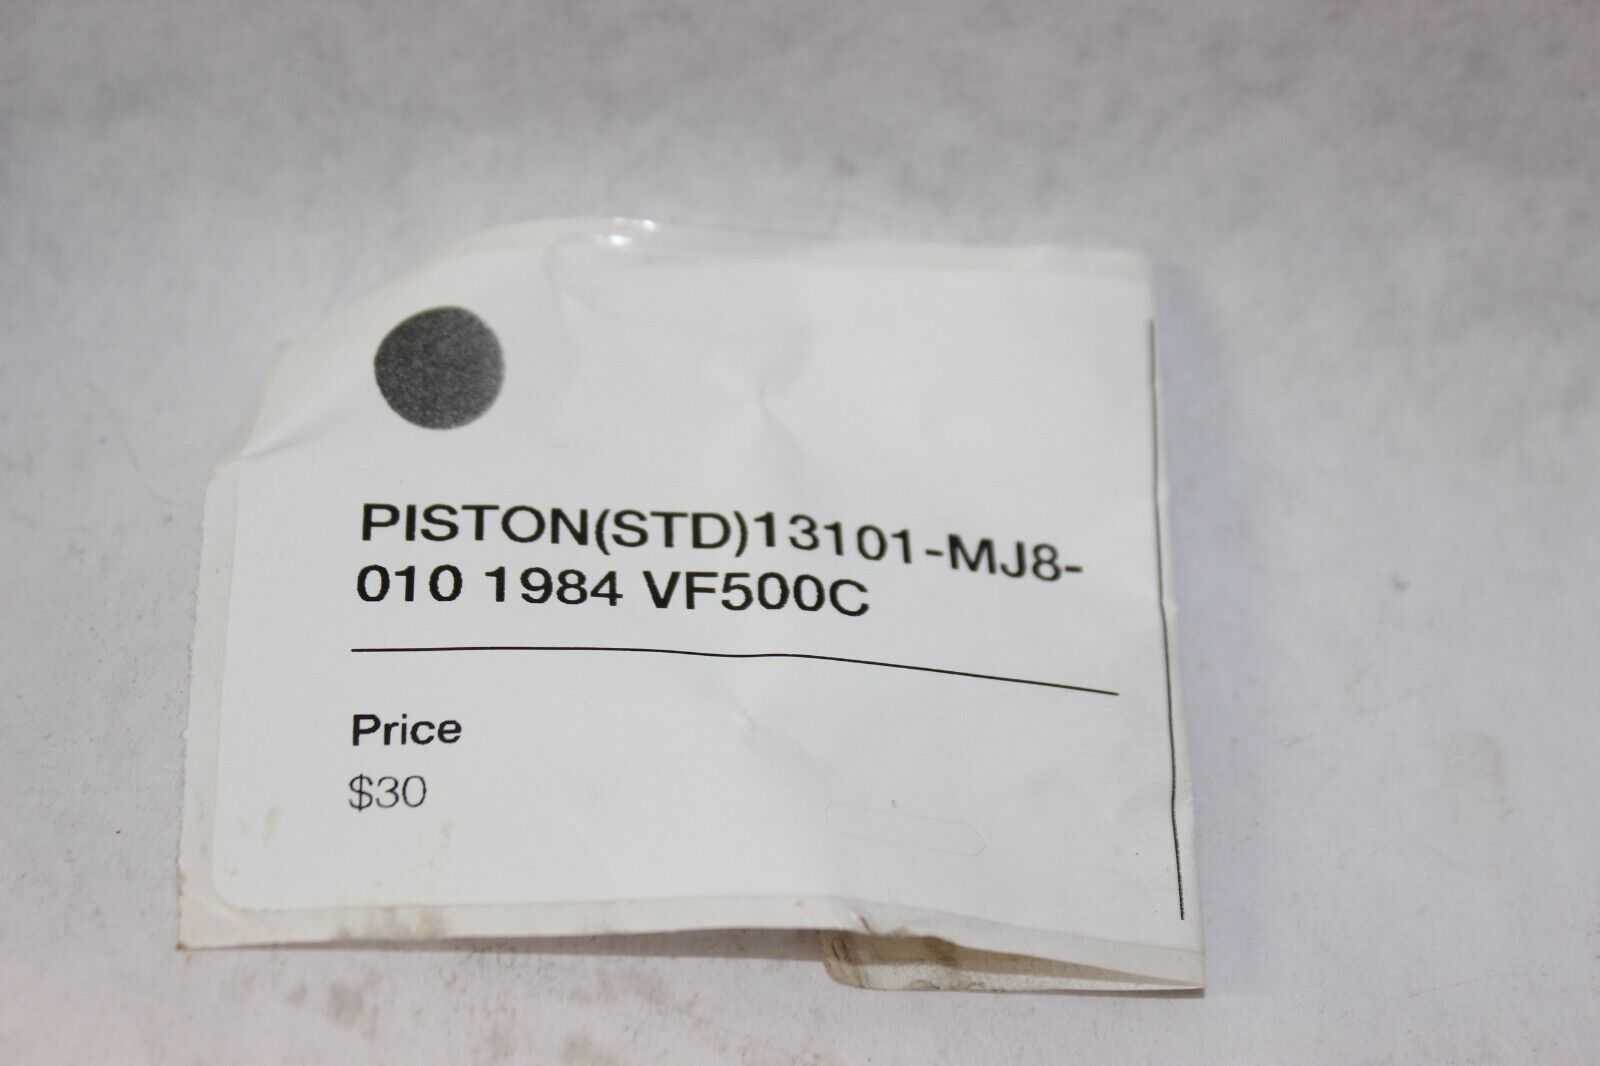 PISTON(STD)13101-MJ8-
010 1984 VF500C
Price
$30